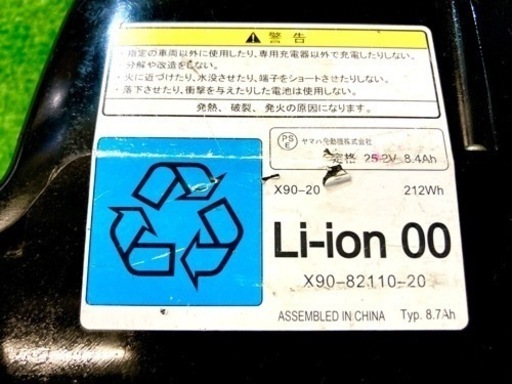 警告
・指定の車両以外に使用したり、専用充電器以外で充電したりしない。
・分解や改造をしない。
・火に近づけたり、水没させたり、端子をショートさせたりしない。
・落下させたり、衝撃を与えたりした電池は使用しない。
発熱、破裂、発火の原因になります。
PSE ヤマハ発動機株式会社
定格 25.2V 8.4Ah
X90-20 212Wh
Li-ion 00
X90-82110-20
ASSEMBLED IN CHINA Typ. 8.7Ah